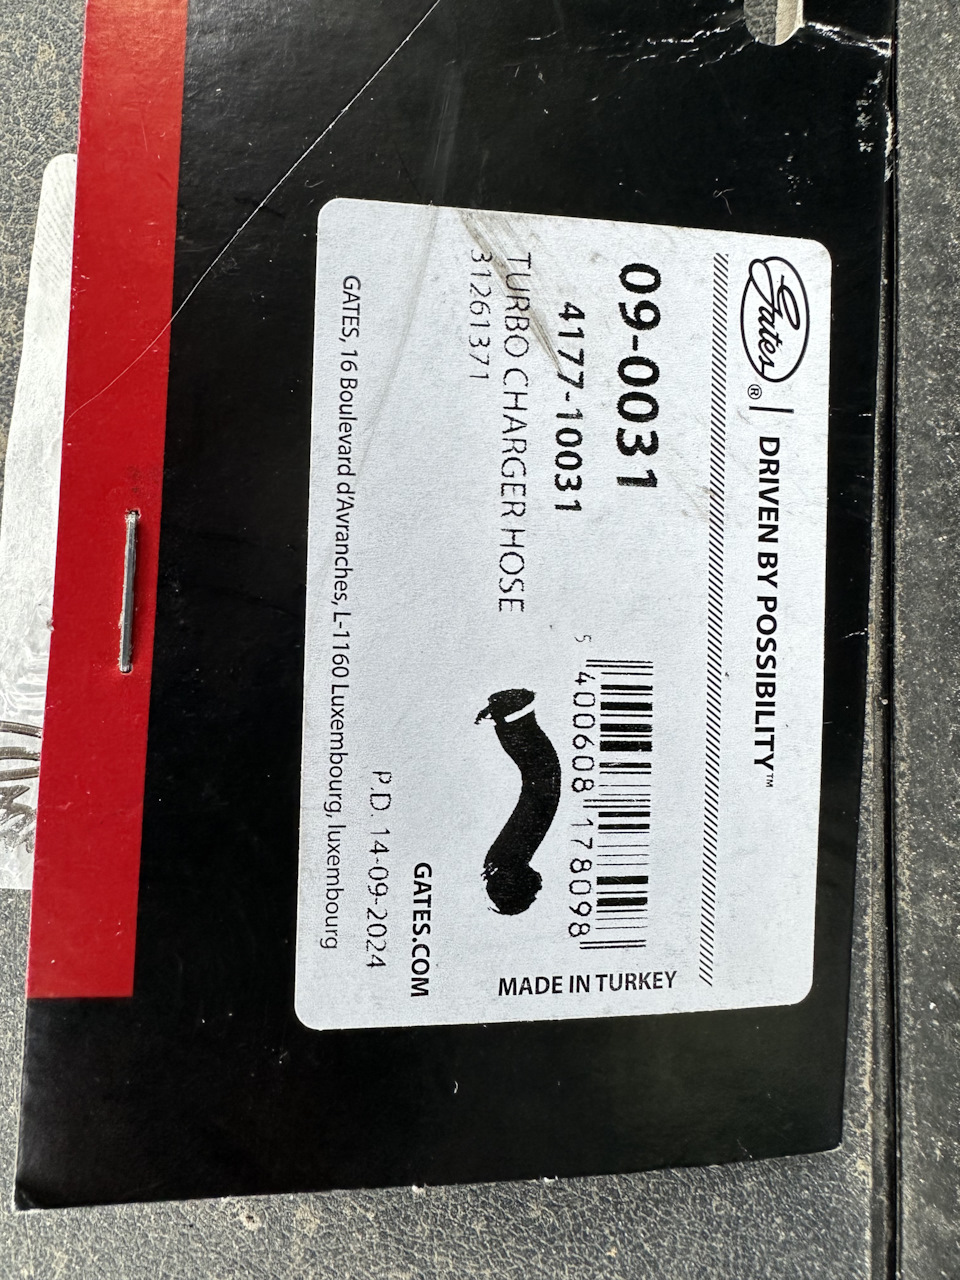 Gates® | DRIVEN BY POSSIBILITY™
09-0031
4177-10031
TURBO CHARGER HOSE
31261371
5 400608 178098
MADE IN TURKEY
GATES.COM
P.D. 14-09-2024
GATES, 16 Boulevard d'Avranches, L-1160 Luxembourg, luxembourg